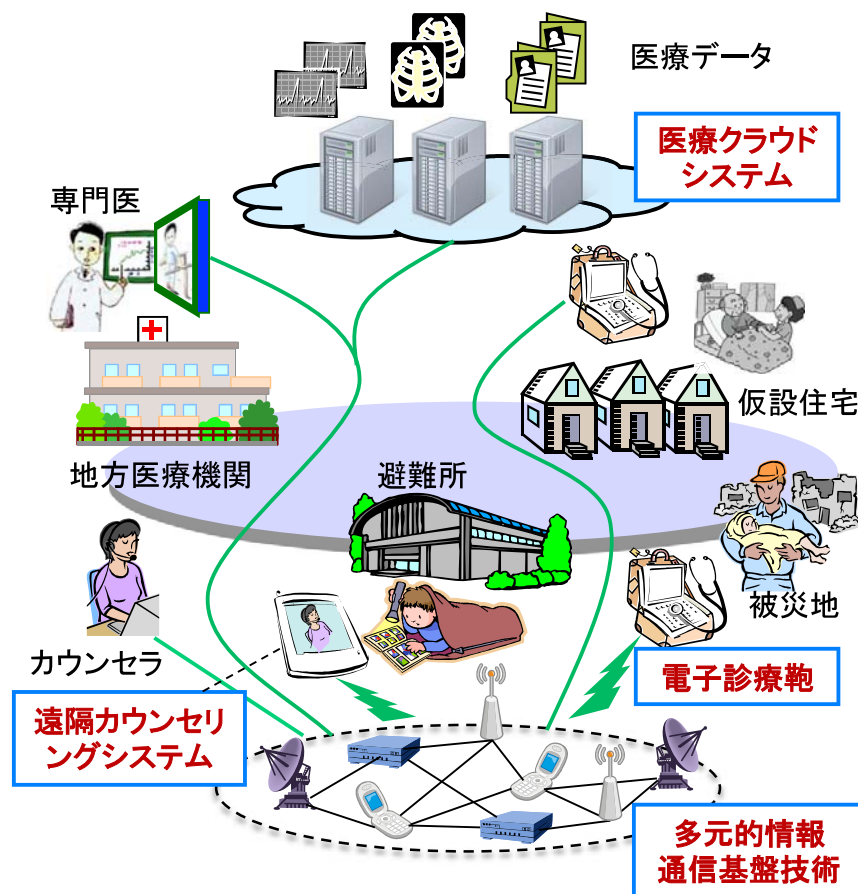 医療データ
医療クラウド
システム
専門医
仮設住宅
地方医療機関
避難所
被災地
カウンセラ
電子診療鞄
遠隔カウンセリ
ングシステム
多元的情報
通信基盤技術